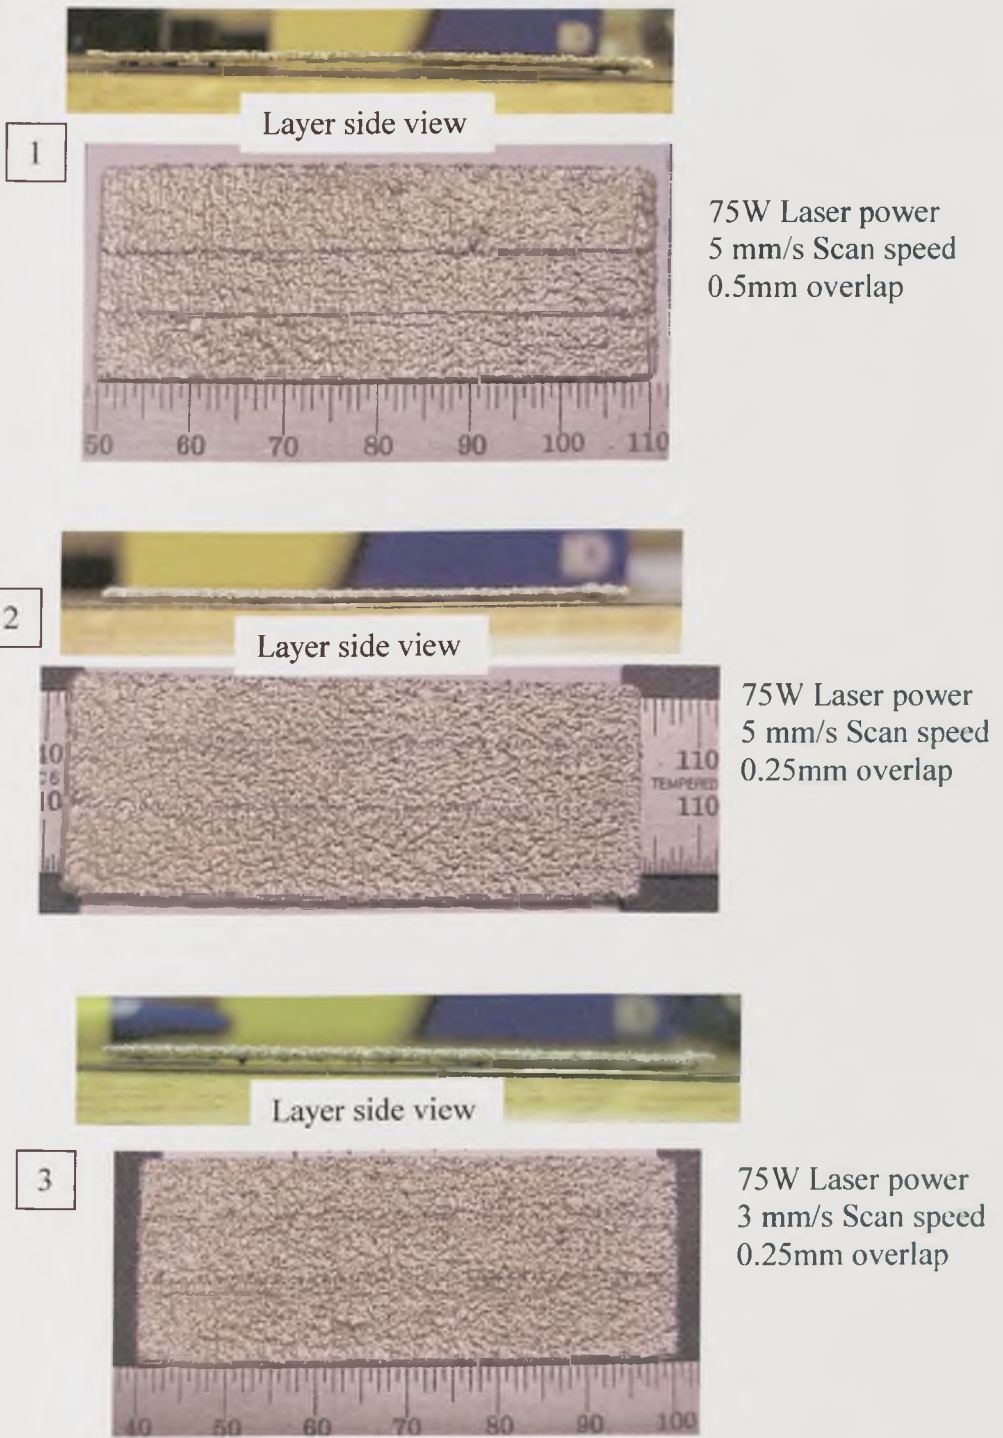 Layer side view
1
75W Laser power
5 mm/s Scan speed
0.5mm overlap
50 60 70 80 90 100 110
2
Layer side view
75W Laser power
5 mm/s Scan speed
0.25mm overlap
110
TEMPERED
110
Layer side view
3
75W Laser power
3 mm/s Scan speed
0.25mm overlap
40 50 60 70 80 90 100